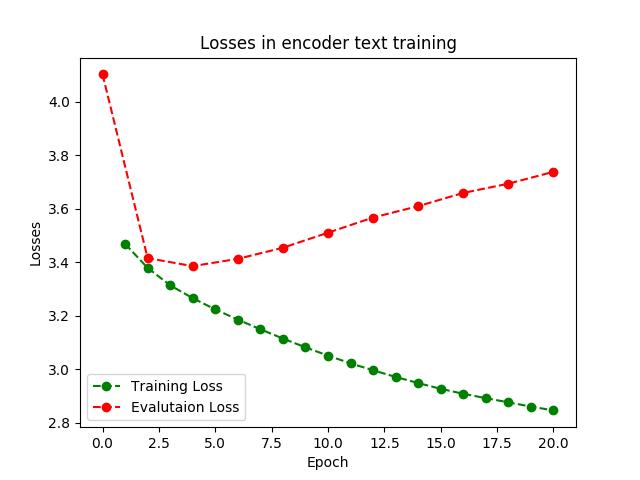 Losses in encoder text training
4.0
3.8
3.6
3.4
3.2
3.0
2.8
Losses
Training Loss
Evalutaion Loss
0.0 2.5 5.0 7.5 10.0 12.5 15.0 17.5 20.0
Epoch